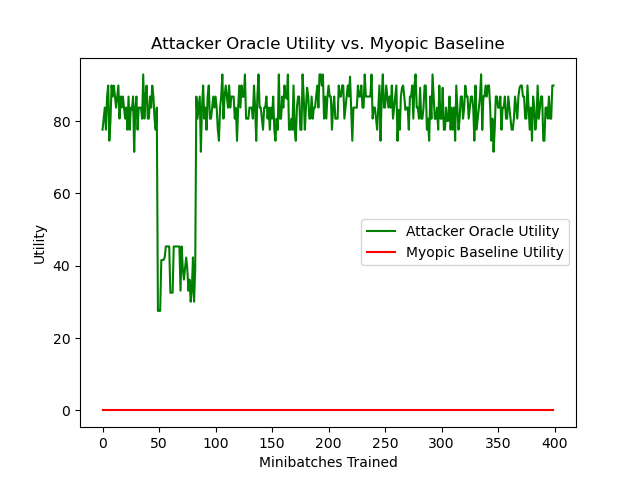 Attacker Oracle Utility vs. Myopic Baseline
80
60
40
20
0
Utility
Attacker Oracle Utility
Myopic Baseline Utility
0 50 100 150 200 250 300 350 400
Minibatches Trained